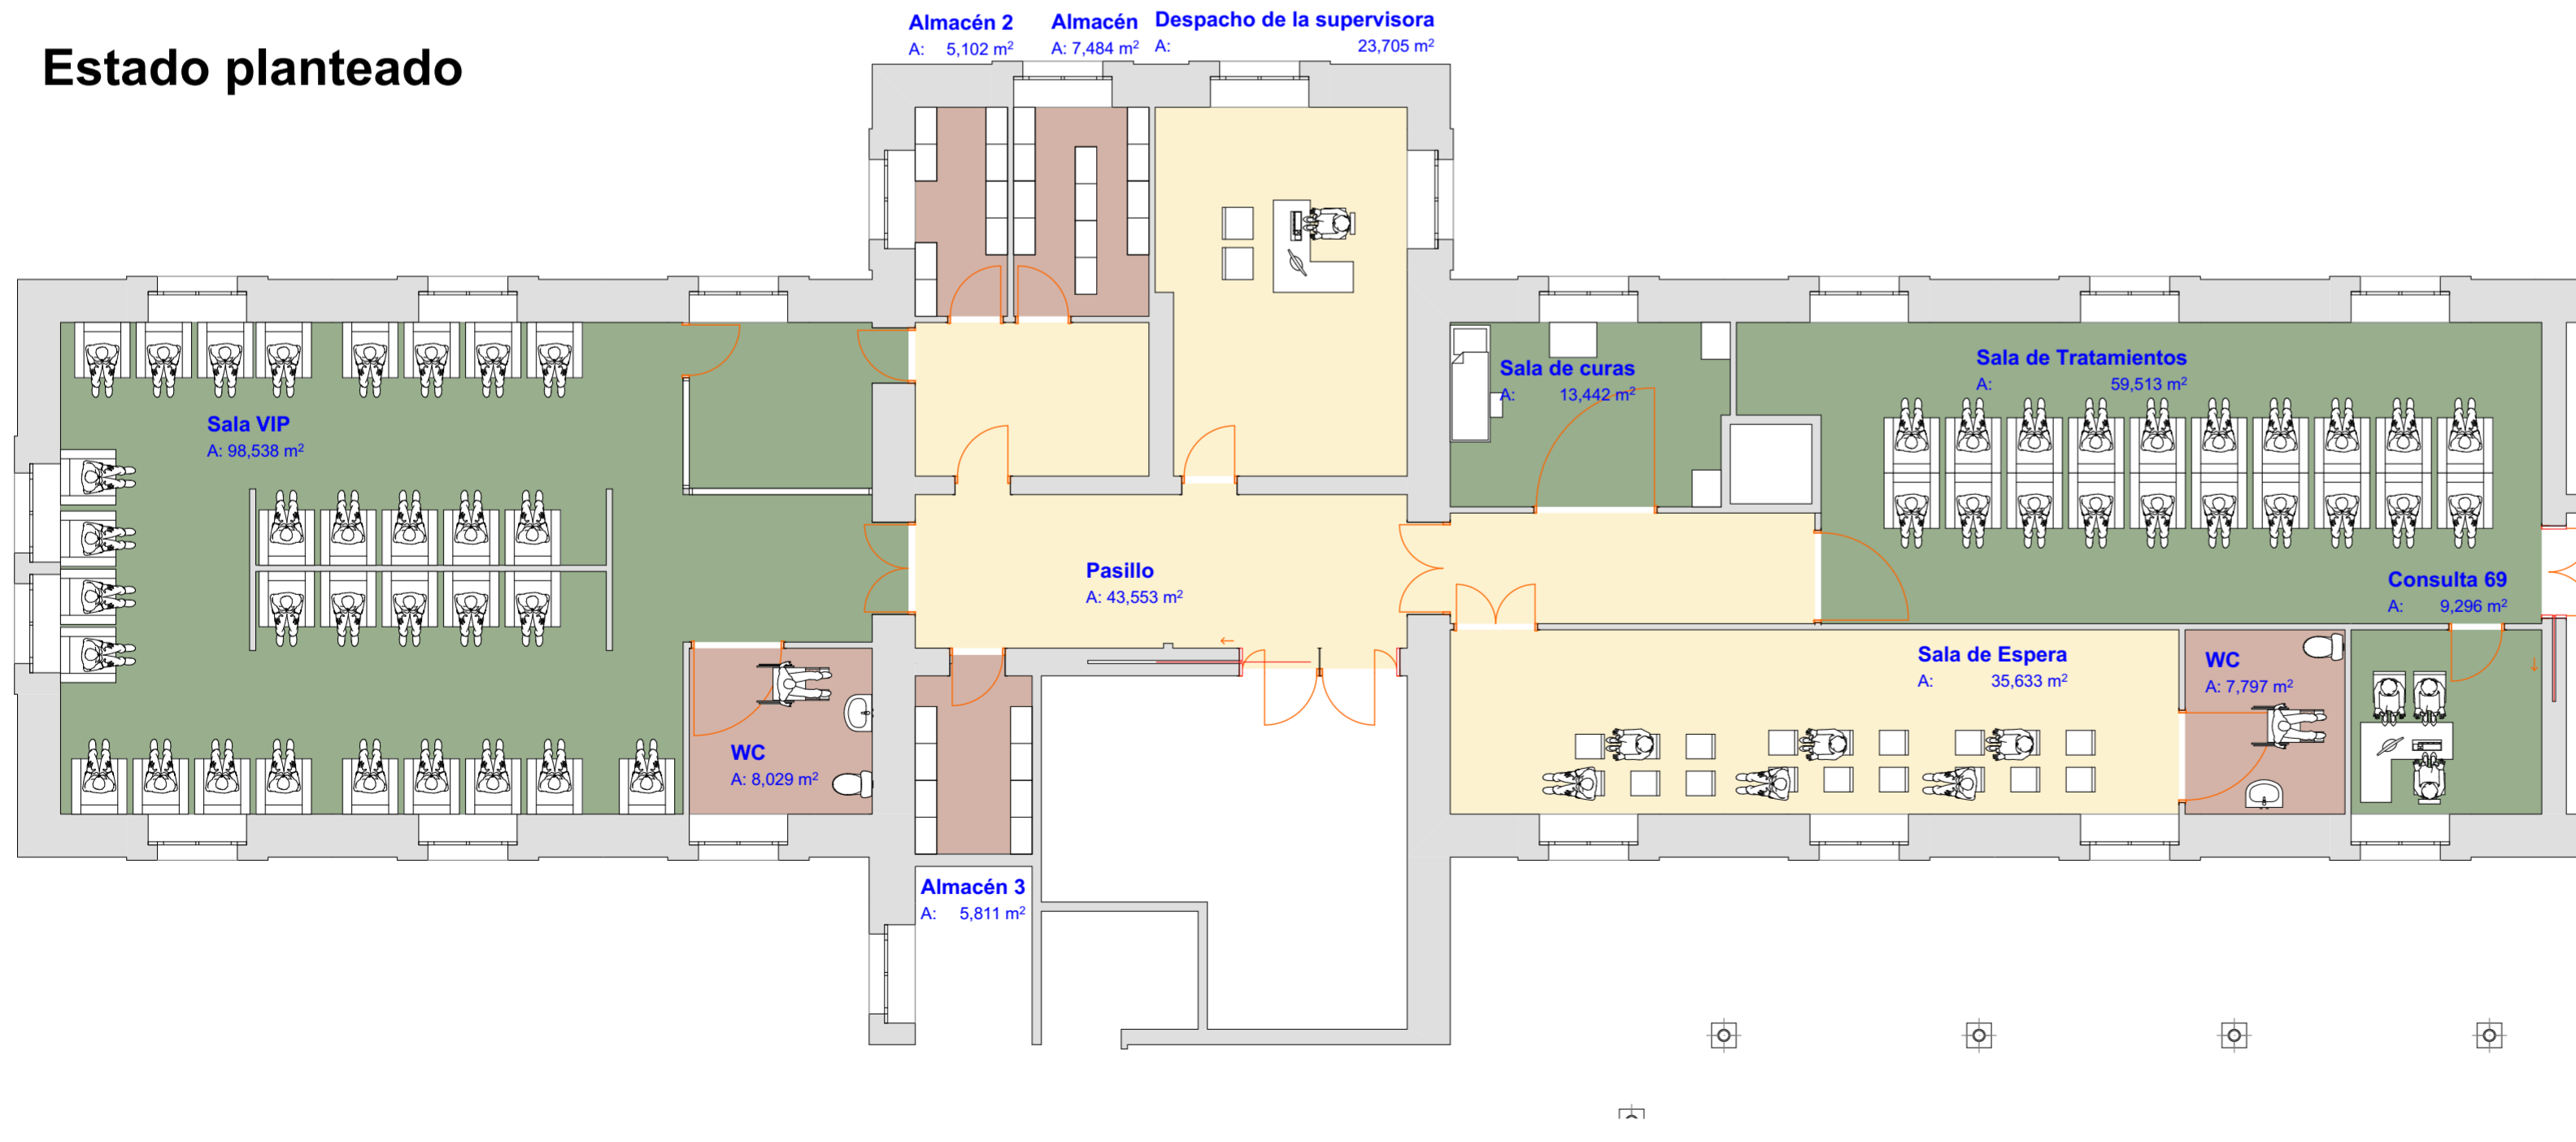 Estado planteado
Almacén 2
A: 5,102 m²
Almacén
A: 7,484 m²
Despacho de la supervisora
A: 23,705 m²
Sala de curas
A: 13,442 m²
Sala de Tratamientos
A: 59,513 m²
Sala VIP
A: 98,538 m²
Pasillo
A: 43,553 m²
Consulta 69
A: 9,296 m²
Sala de Espera
A: 35,633 m²
WC
A: 7,797 m²
WC
A: 8,029 m²
Almacén 3
A: 5,811 m²